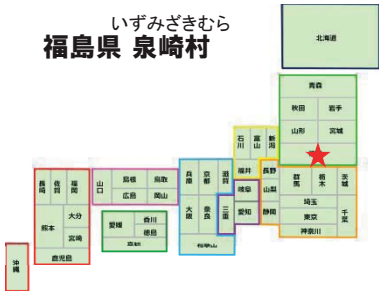 いずみざきむら
福島県 泉崎村
北海道
青森
秋田 岩手
山形 宮城
石川 富山 新潟
福井 長野 群馬 栃木 茨城
岐阜 山梨 埼玉 千葉
愛知 静岡 東京
神奈川
兵庫 京都 滋賀
大阪 奈良 三重
和歌山
山口 島根 鳥取
広島 岡山
愛媛 香川
徳島
高知
長崎 佐賀 福岡
熊本 大分
宮崎
鹿児島
沖縄